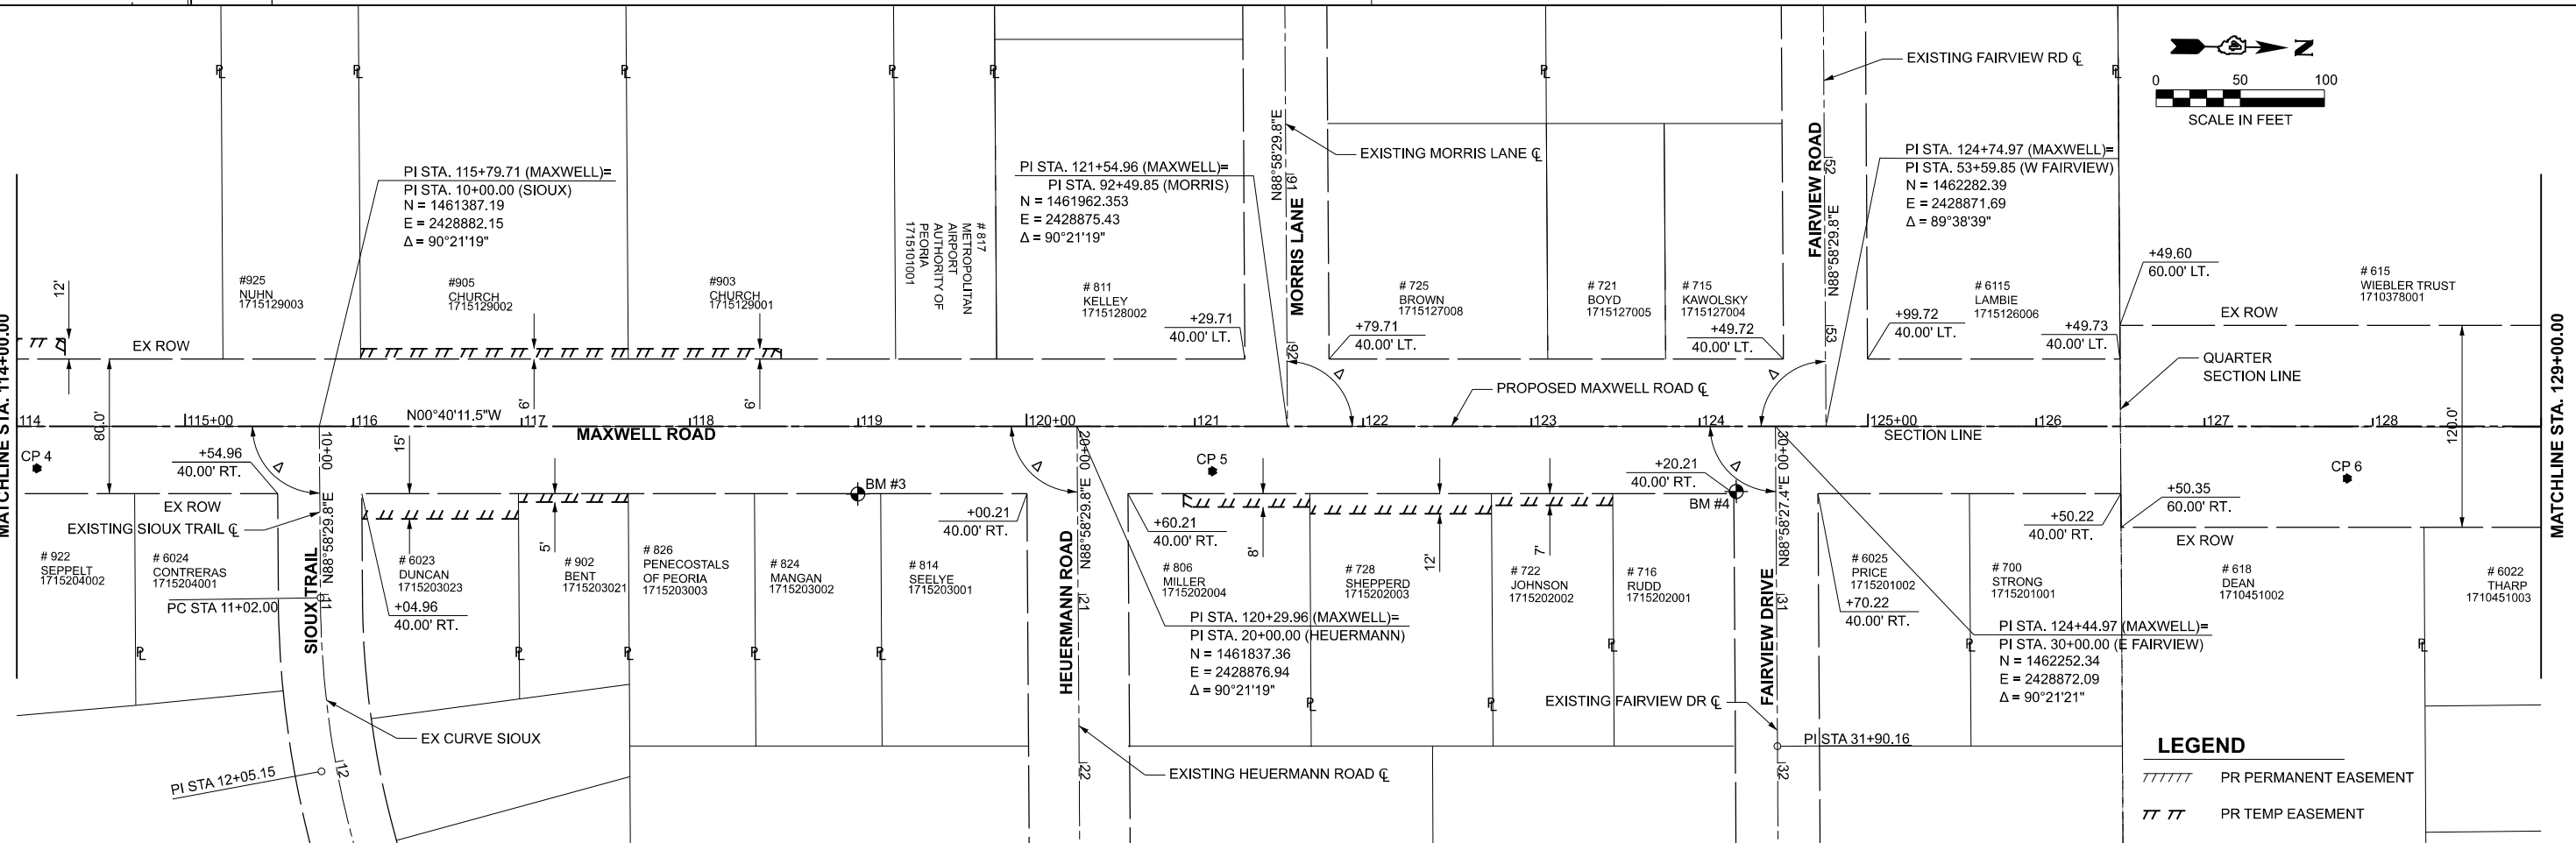 N
0 50 100
SCALE IN FEET
EXISTING FAIRVIEW RD ℄
EXISTING MORRIS LANE ℄
N88°58'29.8"E
MORRIS LANE
91
92
FAIRVIEW ROAD
N88°58'29.8"E
52
53
PI STA. 115+79.71 (MAXWELL)=
PI STA. 10+00.00 (SIOUX)
N = 1461387.19
E = 2428882.15
Δ = 90°21'19"
PI STA. 121+54.96 (MAXWELL)=
PI STA. 92+49.85 (MORRIS)
N = 1461962.353
E = 2428875.43
Δ = 90°21'19"
PI STA. 124+74.97 (MAXWELL)=
PI STA. 53+59.85 (W FAIRVIEW)
N = 1462282.39
E = 2428871.69
Δ = 89°38'39"
#925
NUHN
1715129003
#905
CHURCH
1715129002
#903
CHURCH
1715129001
# 817
METROPOLITAN
AIRPORT
AUTHORITY OF
PEORIA
1715101001
# 811
KELLEY
1715128002
# 725
BROWN
1715127008
# 721
BOYD
1715127005
# 715
KAWOLSKY
1715127004
# 6115
LAMBIE
1715126006
# 615
WIEBLER TRUST
1710378001
+29.71
40.00' LT.
+79.71
40.00' LT.
+49.72
40.00' LT.
+99.72
40.00' LT.
+49.73
40.00' LT.
+49.60
60.00' LT.
12'
EX ROW
EX ROW
6'
6'
QUARTER
SECTION LINE
PROPOSED MAXWELL ROAD ℄
MATCHLINE STA. 114+00.00
MATCHLINE STA. 129+00.00
80.0'
120.0'
114 115+00 116 117 118 119 120+00 121 122 123 124 125+00 126 127 128
N00°40'11.5"W
MAXWELL ROAD
SECTION LINE
CP 4
CP 5
CP 6
Δ
Δ
Δ
Δ
Δ
+54.96
40.00' RT.
15'
5'
BM #3
+00.21
40.00' RT.
+60.21
40.00' RT.
8'
12'
7'
+20.21
40.00' RT.
BM #4
+50.22
40.00' RT.
+50.35
60.00' RT.
EX ROW
EX ROW
EXISTING SIOUX TRAIL ℄
10+00
N88°58'29.8"E
11
12
SIOUX TRAIL
20+00
N88°58'29.8"E
21
22
HEUERMANN ROAD
30+00
N88°58'27.4"E
31
32
FAIRVIEW DRIVE
# 922
SEPPELT
1715204002
# 6024
CONTRERAS
1715204001
# 6023
DUNCAN
1715203023
# 902
BENT
1715203021
# 826
PENECOSTALS
OF PEORIA
1715203003
# 824
MANGAN
1715203002
# 814
SEELYE
1715203001
# 806
MILLER
1715202004
# 728
SHEPPERD
1715202003
# 722
JOHNSON
1715202002
# 716
RUDD
1715202001
# 6025
PRICE
1715201002
# 700
STRONG
1715201001
# 618
DEAN
1710451002
# 6022
THARP
1710451003
PC STA 11+02.00
+04.96
40.00' RT.
+70.22
40.00' RT.
PI STA. 120+29.96 (MAXWELL)=
PI STA. 20+00.00 (HEUERMANN)
N = 1461837.36
E = 2428876.94
Δ = 90°21'19"
PI STA. 124+44.97 (MAXWELL)=
PI STA. 30+00.00 (E FAIRVIEW)
N = 1462252.34
E = 2428872.09
Δ = 90°21'21"
EX CURVE SIOUX
PI STA 12+05.15
EXISTING FAIRVIEW DR ℄
EXISTING HEUERMANN ROAD ℄
PI STA 31+90.16
LEGEND
PR PERMANENT EASEMENT
PR TEMP EASEMENT